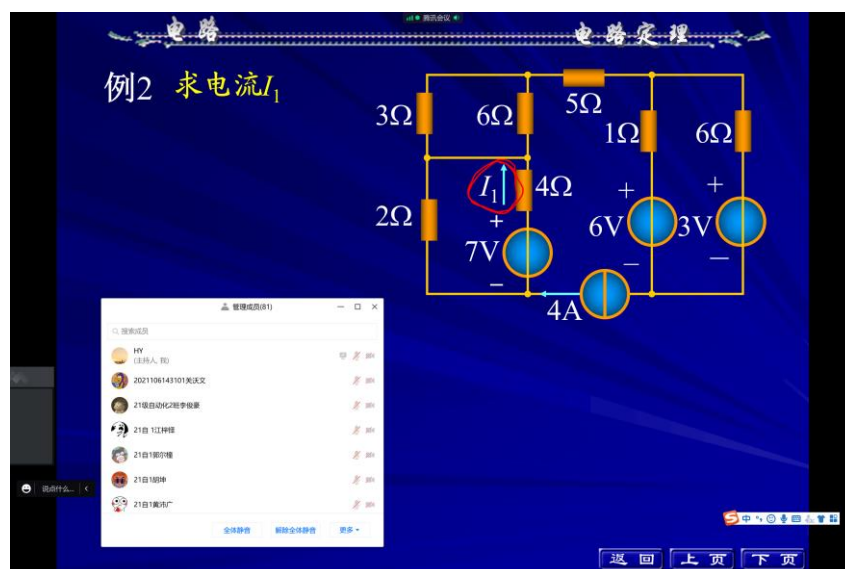 腾讯会议
电路
电路定理
例2 求电流I₁
3Ω
6Ω
5Ω
1Ω
6Ω
I₁
4Ω
2Ω
+
7V
−
+
6V
−
+
3V
−
4A
管理成员(81)
搜索成员
HY
(主持人, 我)
2021106143101关沃文
21级自动化2班李俊豪
21自 1江梓恒
21自1郭尔橦
21自1胡坤
21自1黄沛广
全体静音 解除全体静音 更多
说点什么...
中
返回 上页 下页